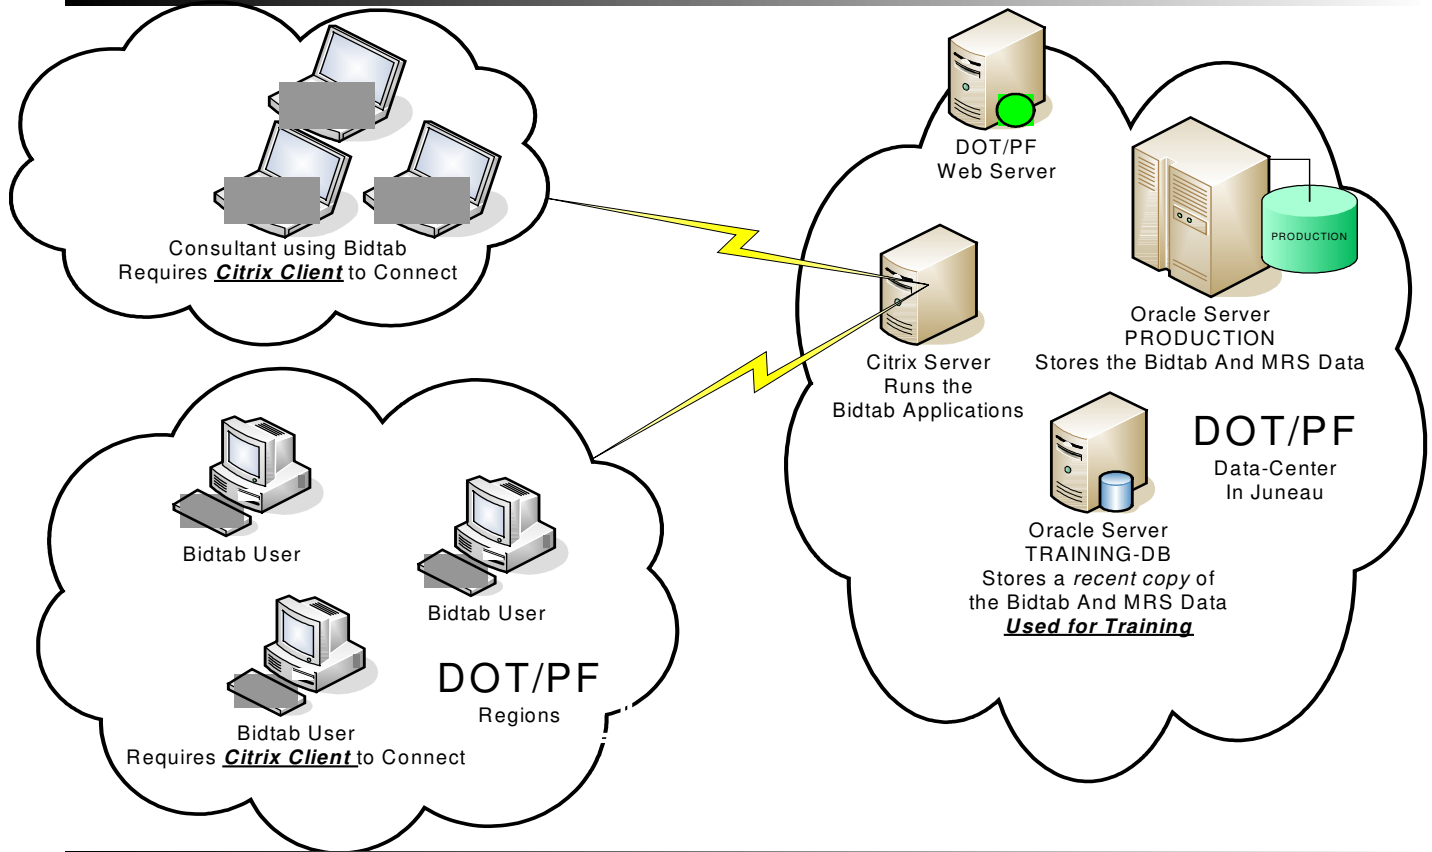 Consultant using Bidtab
Requires Citrix Client to Connect
DOT/PF
Web Server
PRODUCTION
Oracle Server
PRODUCTION
Stores the Bidtab And MRS Data
Citrix Server
Runs the
Bidtab Applications
DOT/PF
Data-Center
In Juneau
Oracle Server
TRAINING-DB
Stores a recent copy of
the Bidtab And MRS Data
Used for Training
Bidtab User
Bidtab User
Bidtab User
Requires Citrix Client to Connect
DOT/PF
Regions